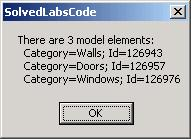 SolvedLabsCode
There are 3 model elements:
Category=Walls; Id=126943
Category=Doors; Id=126957
Category=Windows; Id=126976
OK